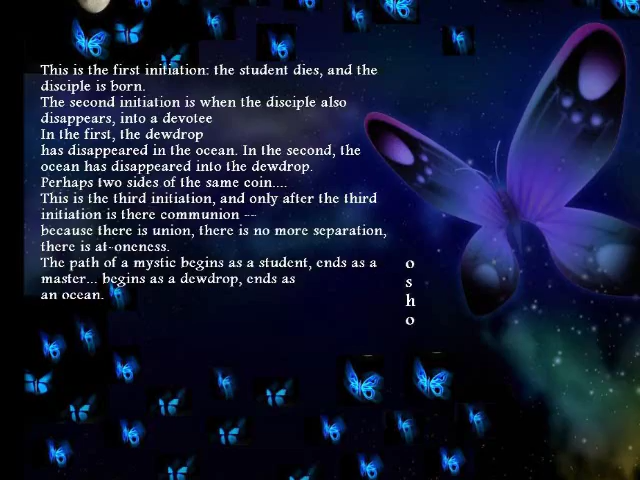 This is the first initiation: the student dies, and the
disciple is born.
The second initiation is when the disciple also
disappears, into a devotee
In the first, the dewdrop
has disappeared in the ocean. In the second, the
ocean has disappeared into the dewdrop.
Perhaps two sides of the same coin....
This is the third initiation, and only after the third
initiation is there communion --
because there is union, there is no more separation,
there is at-oneness.
The path of a mystic begins as a student, ends as a
master... begins as a dewdrop, ends as
an ocean.
o
s
h
o